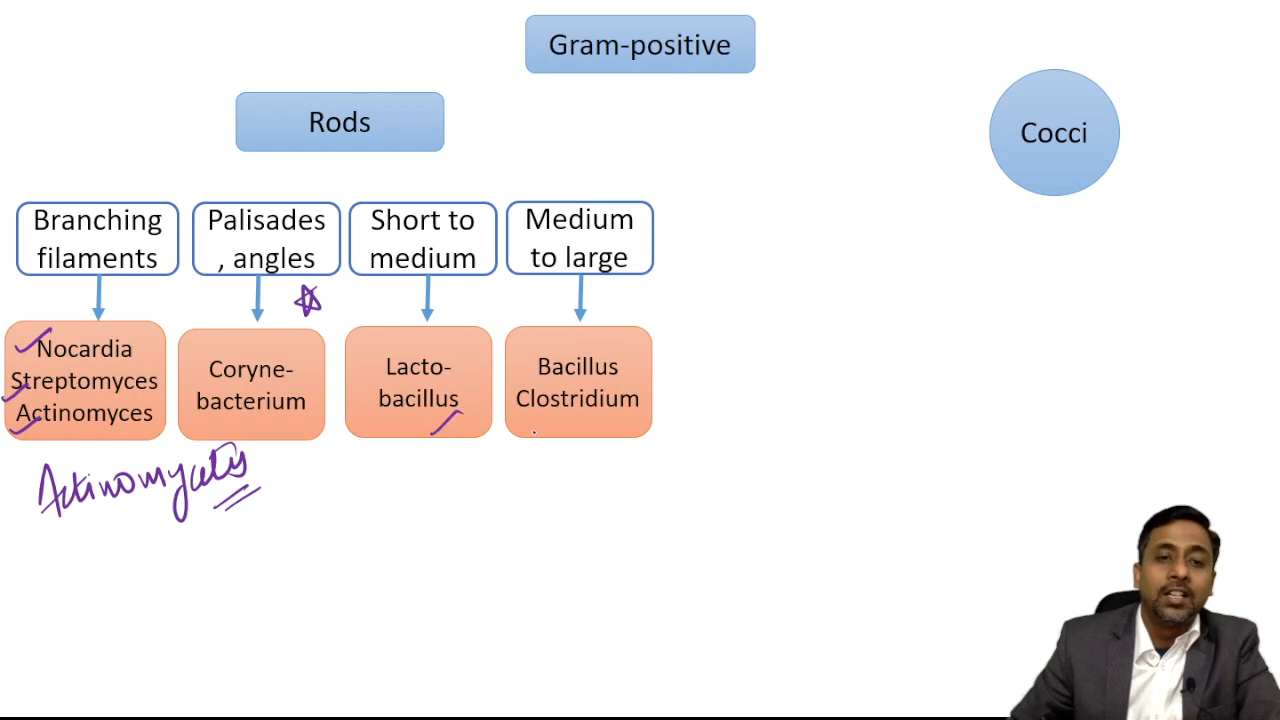 Gram-positive
Rods
Cocci
Branching
filaments
Palisades
, angles
Short to
medium
Medium
to large
Nocardia
Streptomyces
Actinomyces
Coryne-
bacterium
Lacto-
bacillus
Bacillus
Clostridium
Actinomycetes